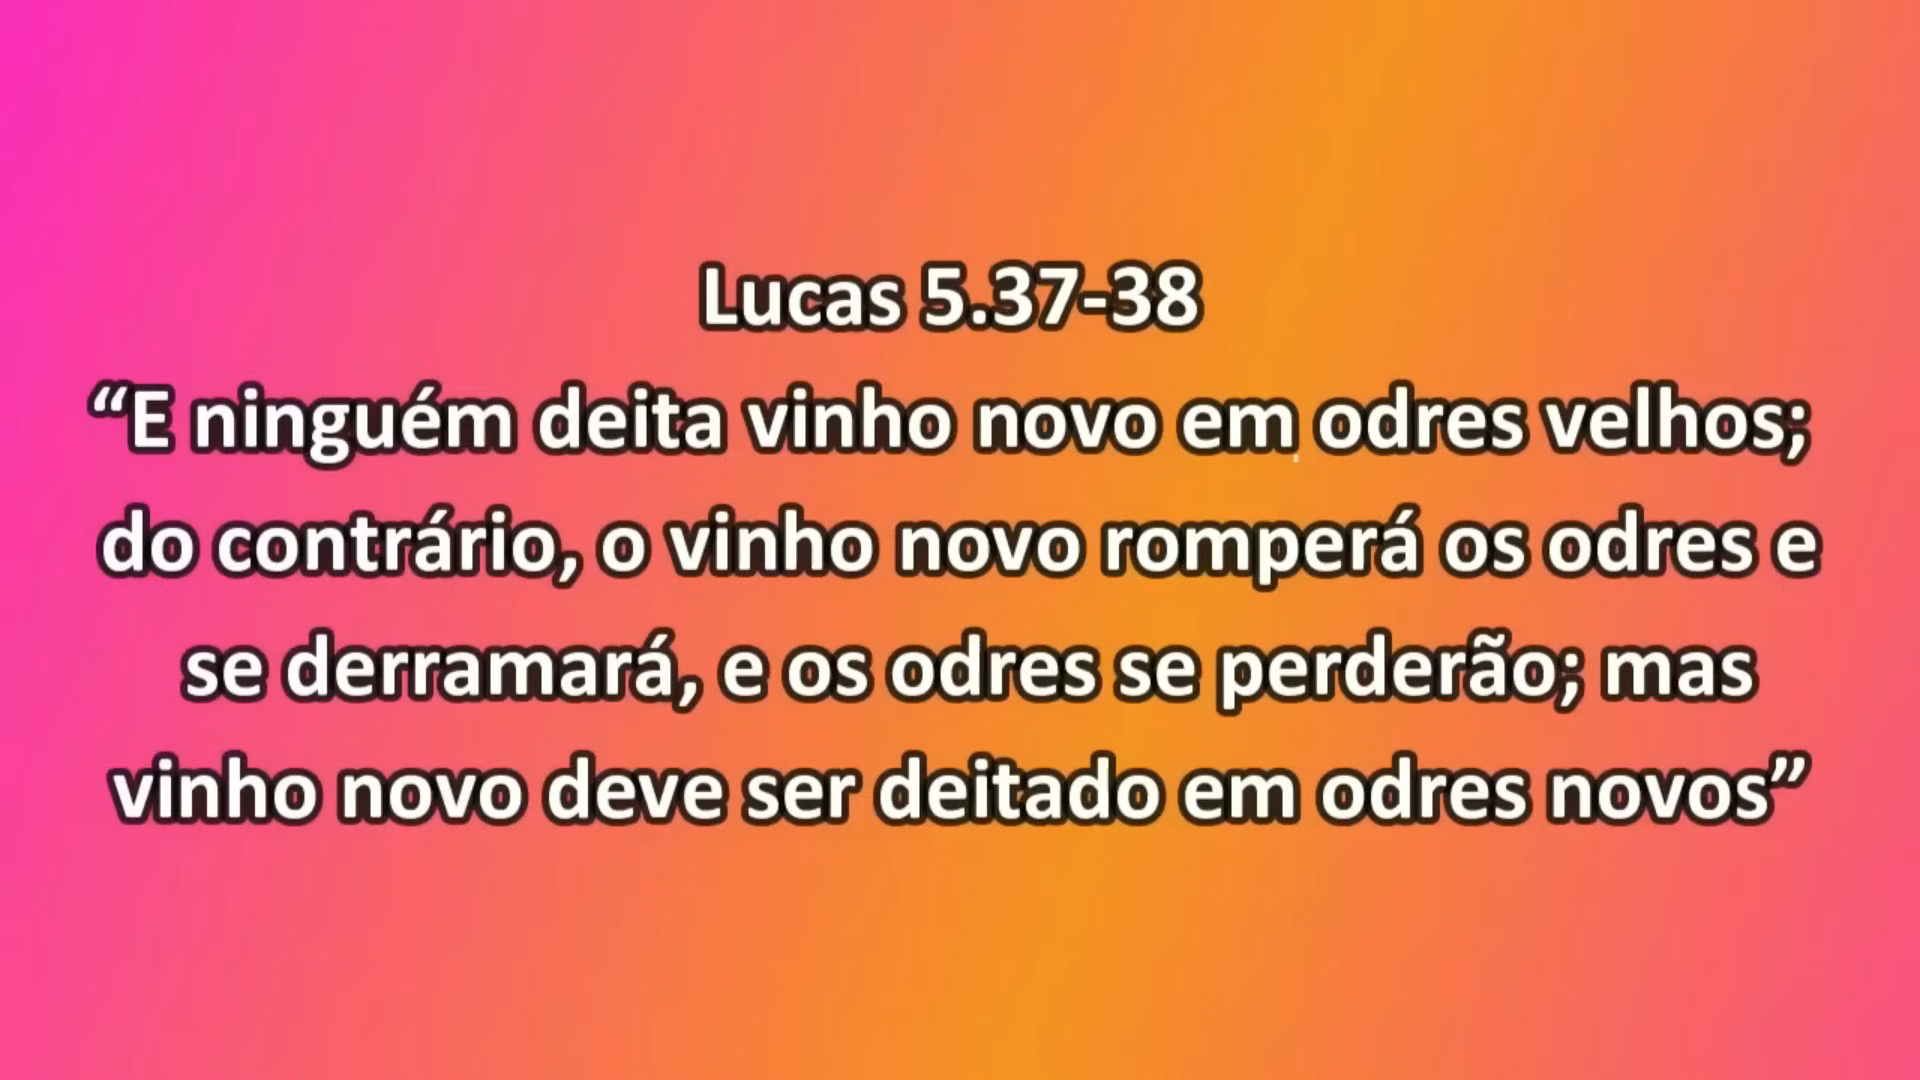 Lucas 5.37-38
“E ninguém deita vinho novo em odres velhos;
do contrário, o vinho novo romperá os odres e
se derramará, e os odres se perderão; mas
vinho novo deve ser deitado em odres novos”